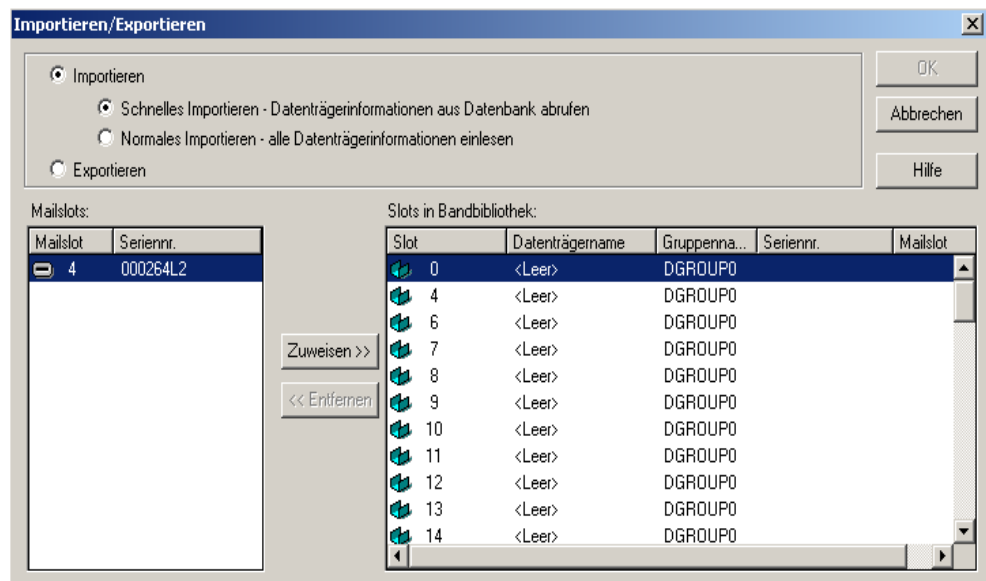 Importieren/Exportieren
Importieren
Schnelles Importieren - Datenträgerinformationen aus Datenbank abrufen
Normales Importieren - alle Datenträgerinformationen einlesen
Exportieren
OK
Abbrechen
Hilfe
Mailslots:
Mailslot Seriennr.
4 000264L2
Zuweisen >>
<< Entfernen
Slots in Bandbibliothek:
Slot Datenträgername Gruppenna... Seriennr. Mailslot
0 <Leer> DGROUP0
4 <Leer> DGROUP0
6 <Leer> DGROUP0
7 <Leer> DGROUP0
8 <Leer> DGROUP0
9 <Leer> DGROUP0
10 <Leer> DGROUP0
11 <Leer> DGROUP0
12 <Leer> DGROUP0
13 <Leer> DGROUP0
14 <Leer> DGROUP0